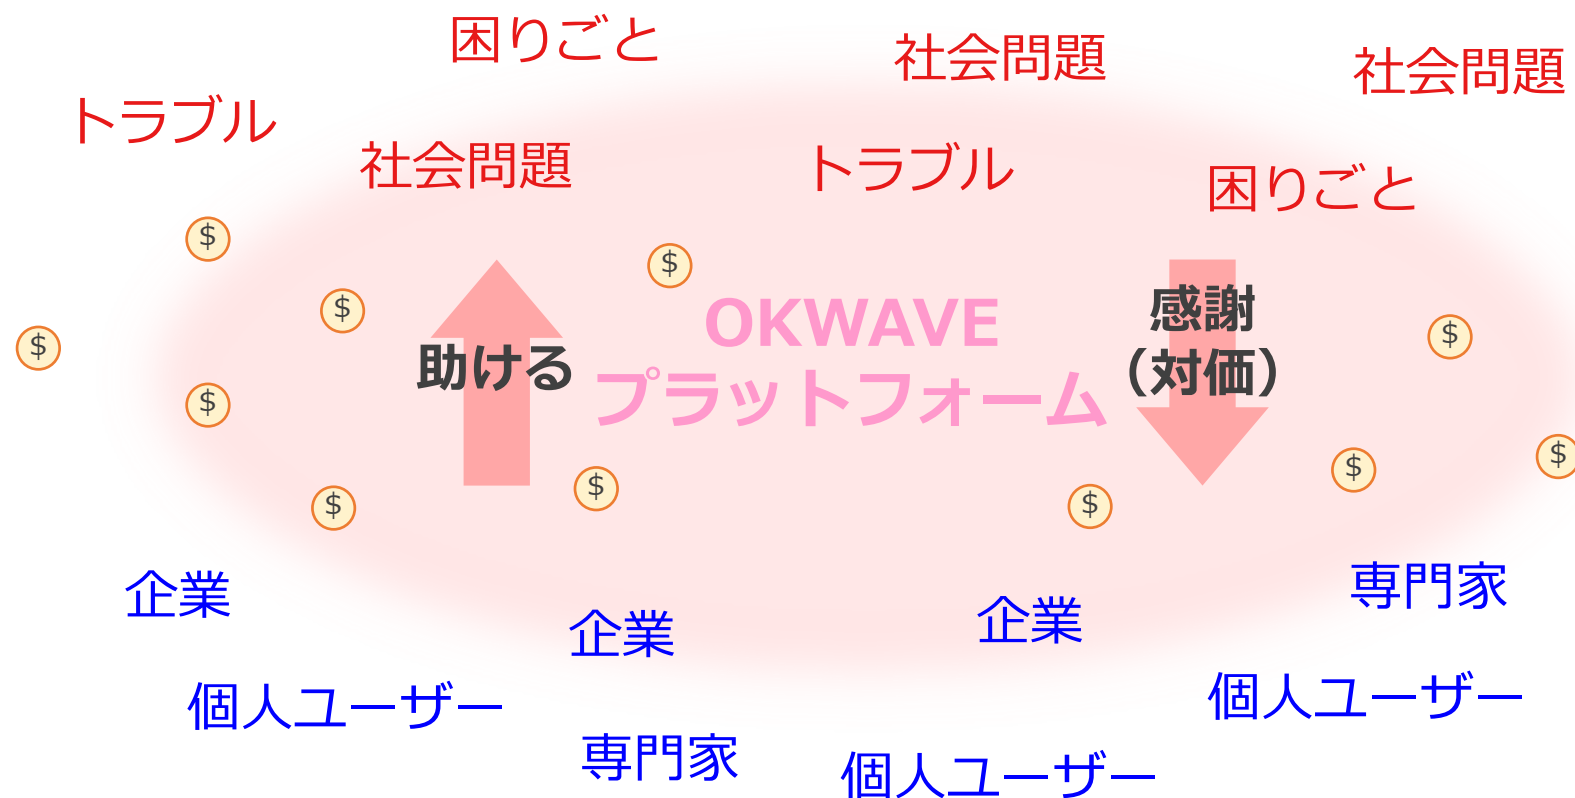 困りごと
社会問題
社会問題
トラブル
社会問題
トラブル
困りごと
$
$
$
$
$
$
$
$
$
$
$
$
助ける
OKWAVE
プラットフォーム
感謝
（対価）
企業
企業
企業
専門家
個人ユーザー
個人ユーザー
専門家
個人ユーザー